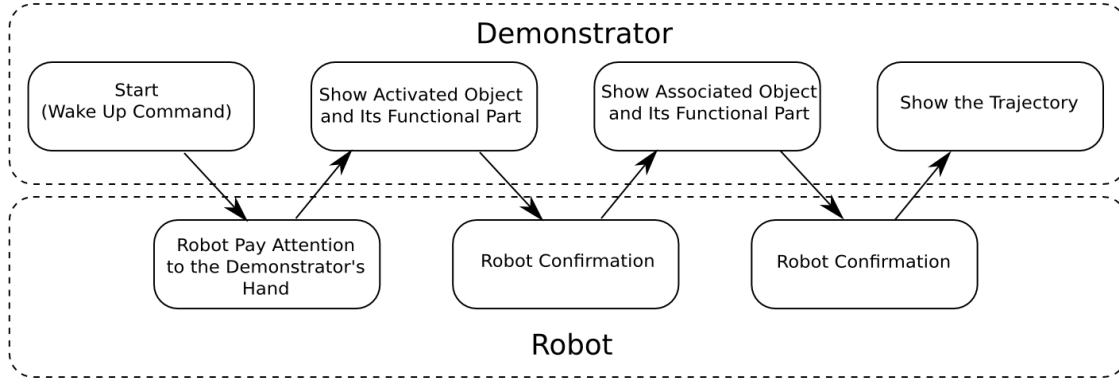 Demonstrator
Start
(Wake Up Command)
Show Activated Object
and Its Functional Part
Show Associated Object
and Its Functional Part
Show the Trajectory
Robot Pay Attention
to the Demonstrator's
Hand
Robot Confirmation
Robot Confirmation
Robot